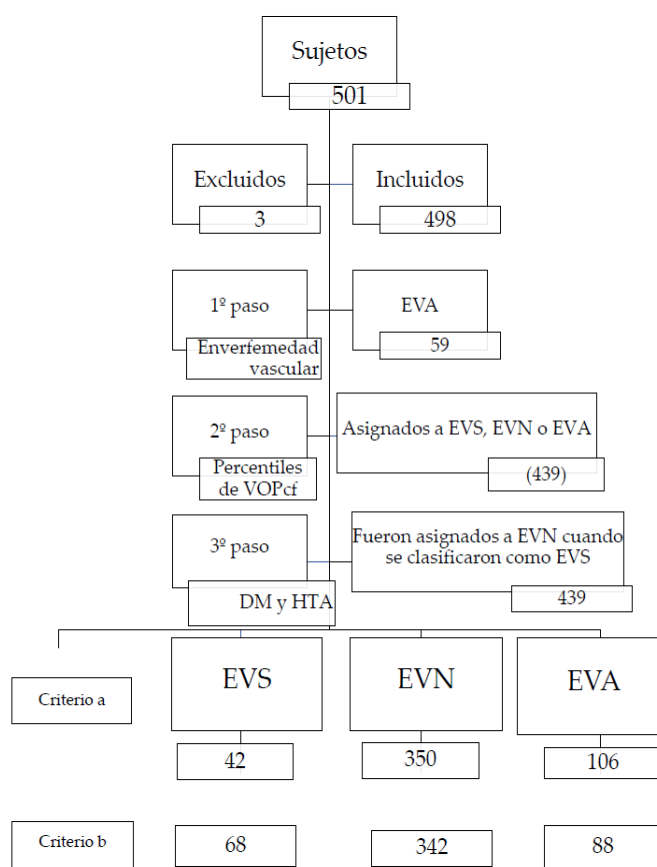 Sujetos
501
Excluidos
3
Incluidos
498
1º paso
Enverfemedad
vascular
EVA
59
2º paso
Percentiles
de VOPcf
Asignados a EVS, EVN o EVA
(439)
3º paso
DM y HTA
Fueron asignados a EVN cuando
se clasificaron como EVS
439
EVS
EVN
EVA
Criterio a
42
350
106
Criterio b
68
342
88